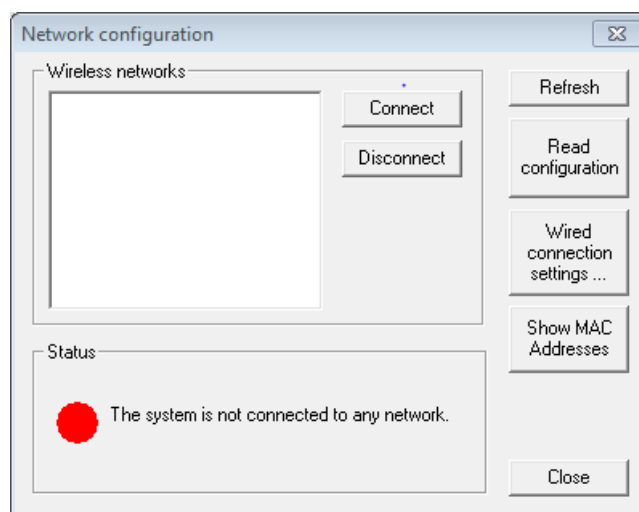 Network configuration
Wireless networks
Connect
Disconnect
Refresh
Read
configuration
Wired
connection
settings ...
Show MAC
Addresses
Status
The system is not connected to any network.
Close